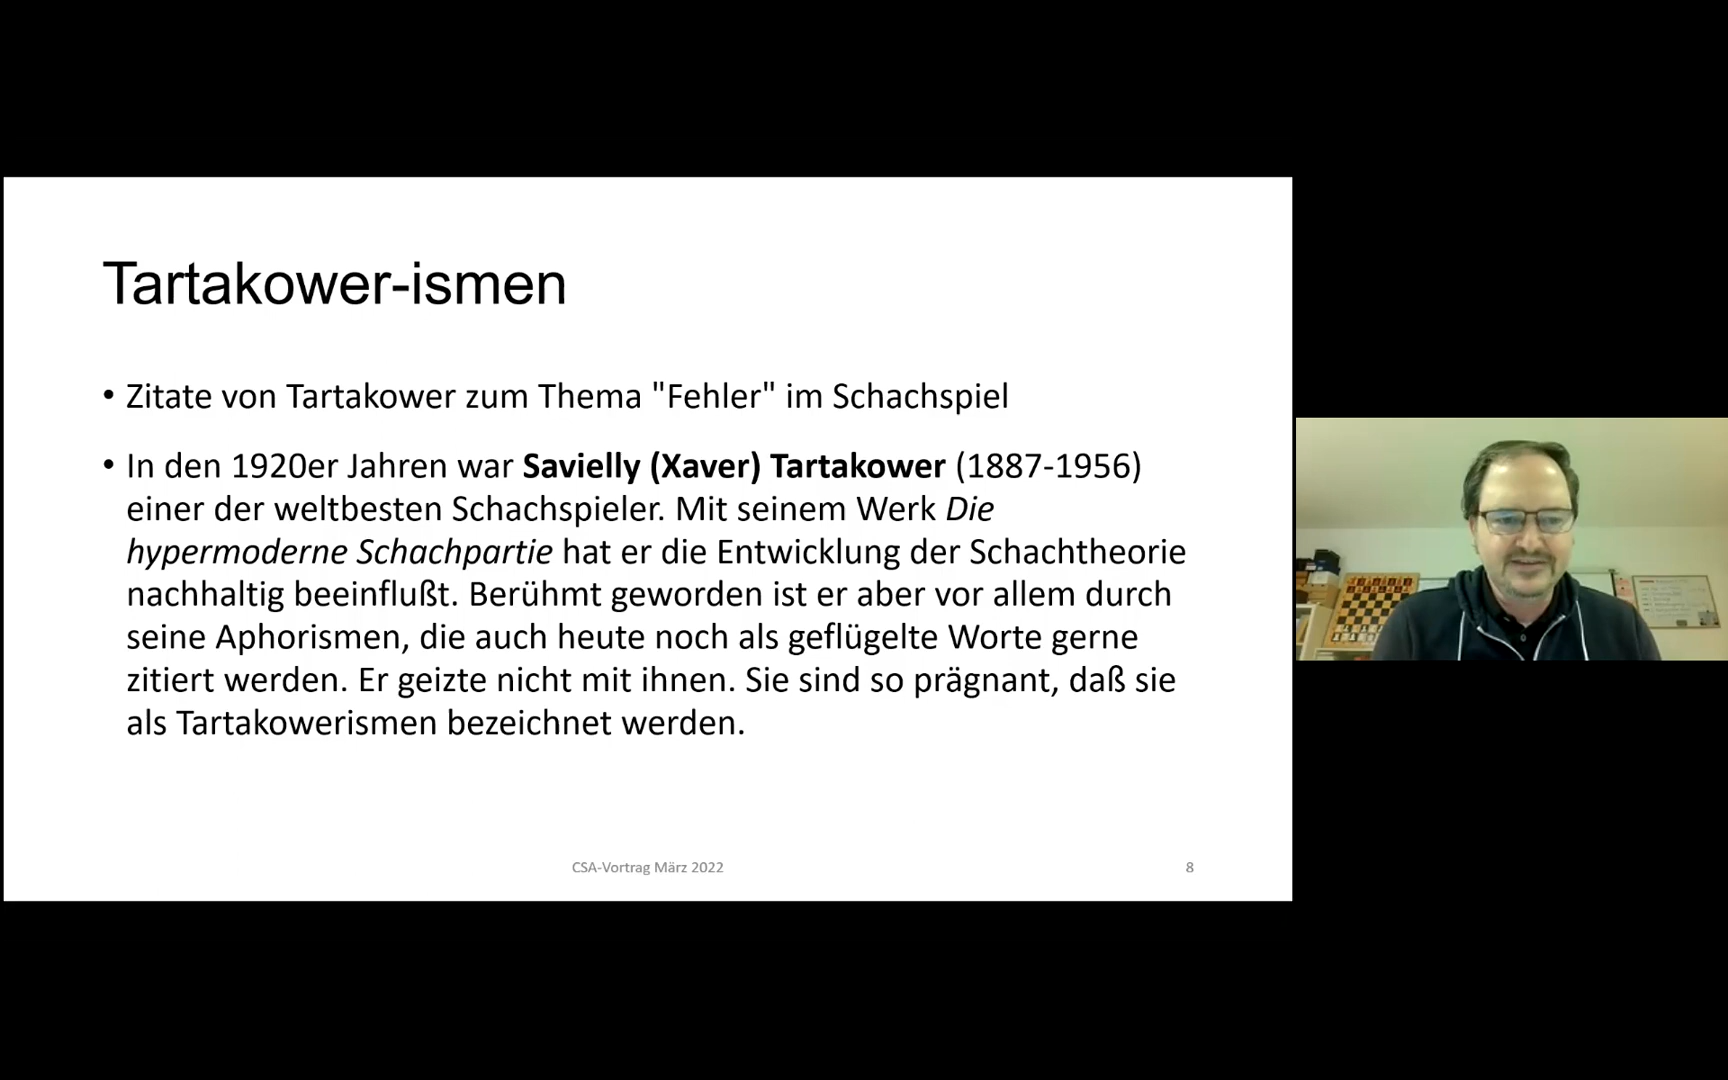 Tartakower-ismen
• Zitate von Tartakower zum Thema "Fehler" im Schachspiel
• In den 1920er Jahren war Savielly (Xaver) Tartakower (1887-1956)
einer der weltbesten Schachspieler. Mit seinem Werk Die
hypermoderne Schachpartie hat er die Entwicklung der Schachtheorie
nachhaltig beeinflußt. Berühmt geworden ist er aber vor allem durch
seine Aphorismen, die auch heute noch als geflügelte Worte gerne
zitiert werden. Er geizte nicht mit ihnen. Sie sind so prägnant, daß sie
als Tartakowerismen bezeichnet werden.
CSA-Vortrag März 2022
8